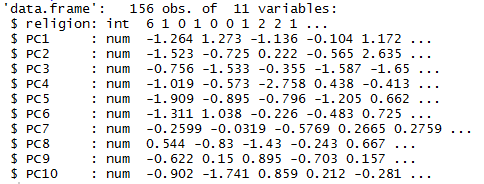 'data.frame':   156 obs. of  11 variables:
 $ religion: int  6 1 0 1 0 0 1 2 2 1 ...
 $ PC1     : num  -1.264 1.273 -1.136 -0.104 1.172 ...
 $ PC2     : num  -1.523 -0.725 0.222 -0.565 2.635 ...
 $ PC3     : num  -0.756 -1.533 -0.355 -1.587 -1.65 ...
 $ PC4     : num  -1.019 -0.573 -2.758 0.438 -0.413 ...
 $ PC5     : num  -1.909 -0.895 -0.796 -1.205 0.662 ...
 $ PC6     : num  -1.311 1.038 -0.226 -0.483 0.725 ...
 $ PC7     : num  -0.2599 -0.0319 -0.5769 0.2665 0.2759 ...
 $ PC8     : num  0.544 -0.83 -1.43 -0.243 0.667 ...
 $ PC9     : num  -0.622 0.15 0.895 -0.703 0.157 ...
 $ PC10    : num  -0.902 -1.741 0.859 0.212 -0.281 ...